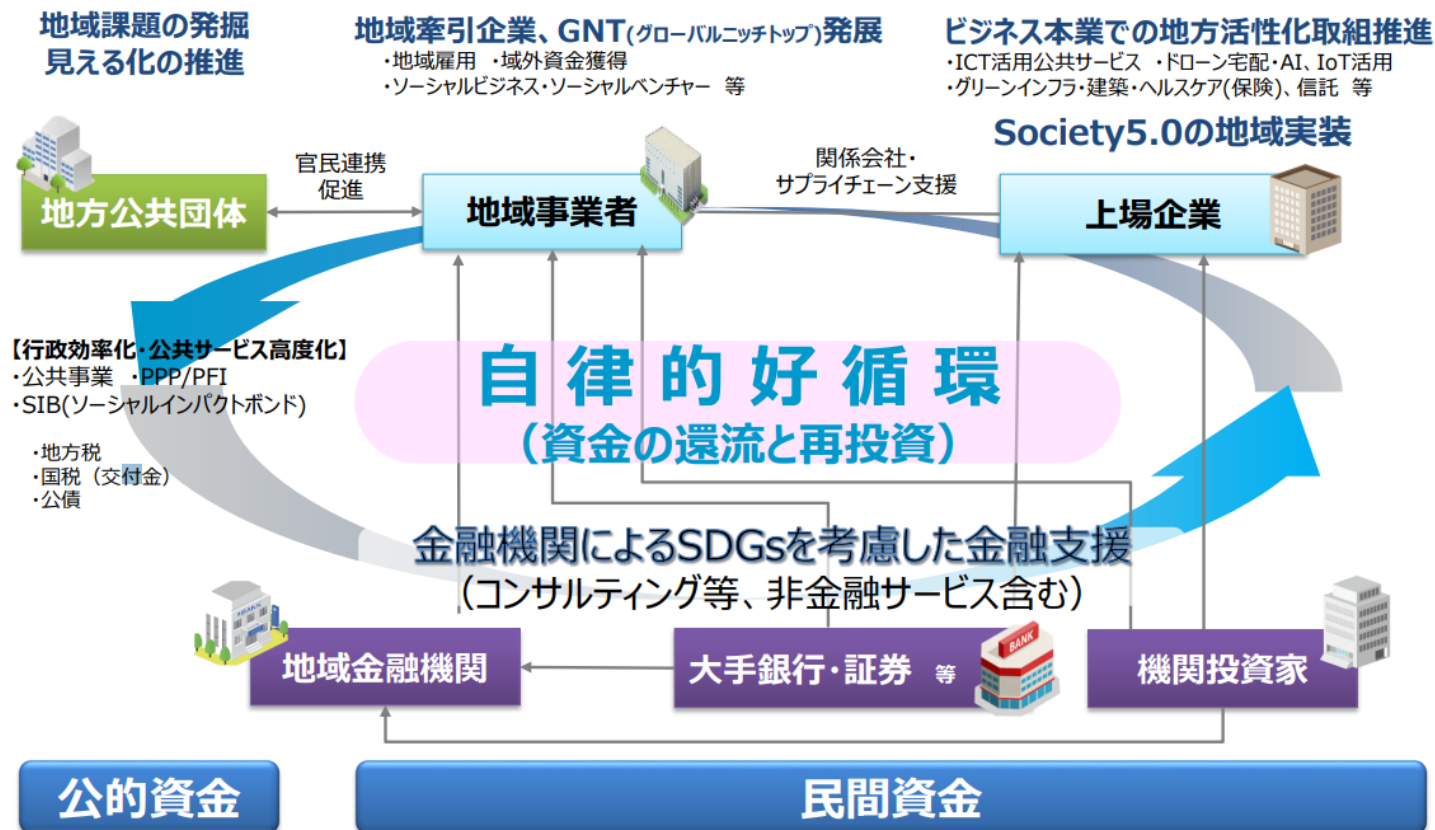 地域課題の発掘
見える化の推進
地域牽引企業、GNT(グローバルニッチトップ)発展
・地域雇用 ・域外資金獲得
・ソーシャルビジネス・ソーシャルベンチャー 等
ビジネス本業での地方活性化取組推進
・ICT活用公共サービス ・ドローン宅配・AI、IoT活用
・グリーンインフラ・建築・ヘルスケア(保険)、信託 等
Society5.0の地域実装
地方公共団体
官民連携
促進
地域事業者
関係会社・
サプライチェーン支援
上場企業
【行政効率化・公共サービス高度化】
・公共事業 ・PPP/PFI
・SIB(ソーシャルインパクトボンド)
・地方税
・国税（交付金）
・公債
自律的好循環
（資金の還流と再投資）
金融機関によるSDGsを考慮した金融支援
（コンサルティング等、非金融サービス含む）
BANK
地域金融機関
大手銀行・証券 等
BANK
機関投資家
公的資金
民間資金